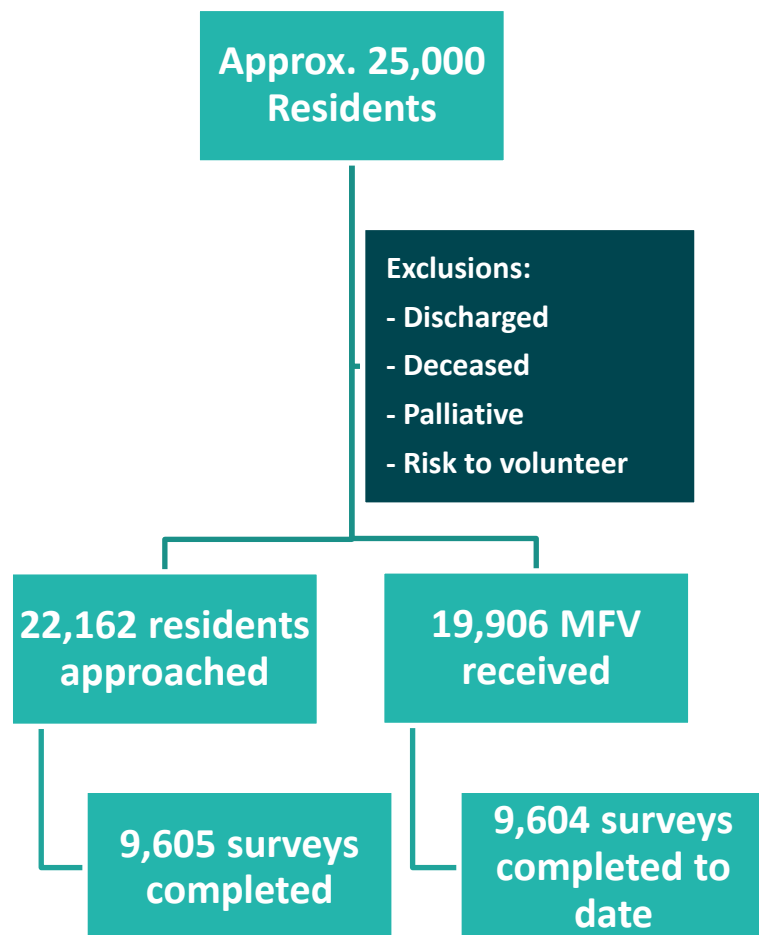 Approx. 25,000
Residents
Exclusions:
- Discharged
- Deceased
- Palliative
- Risk to volunteer
22,162 residents
approached
19,906 MFV
received
9,605 surveys
completed
9,604 surveys
completed to
date